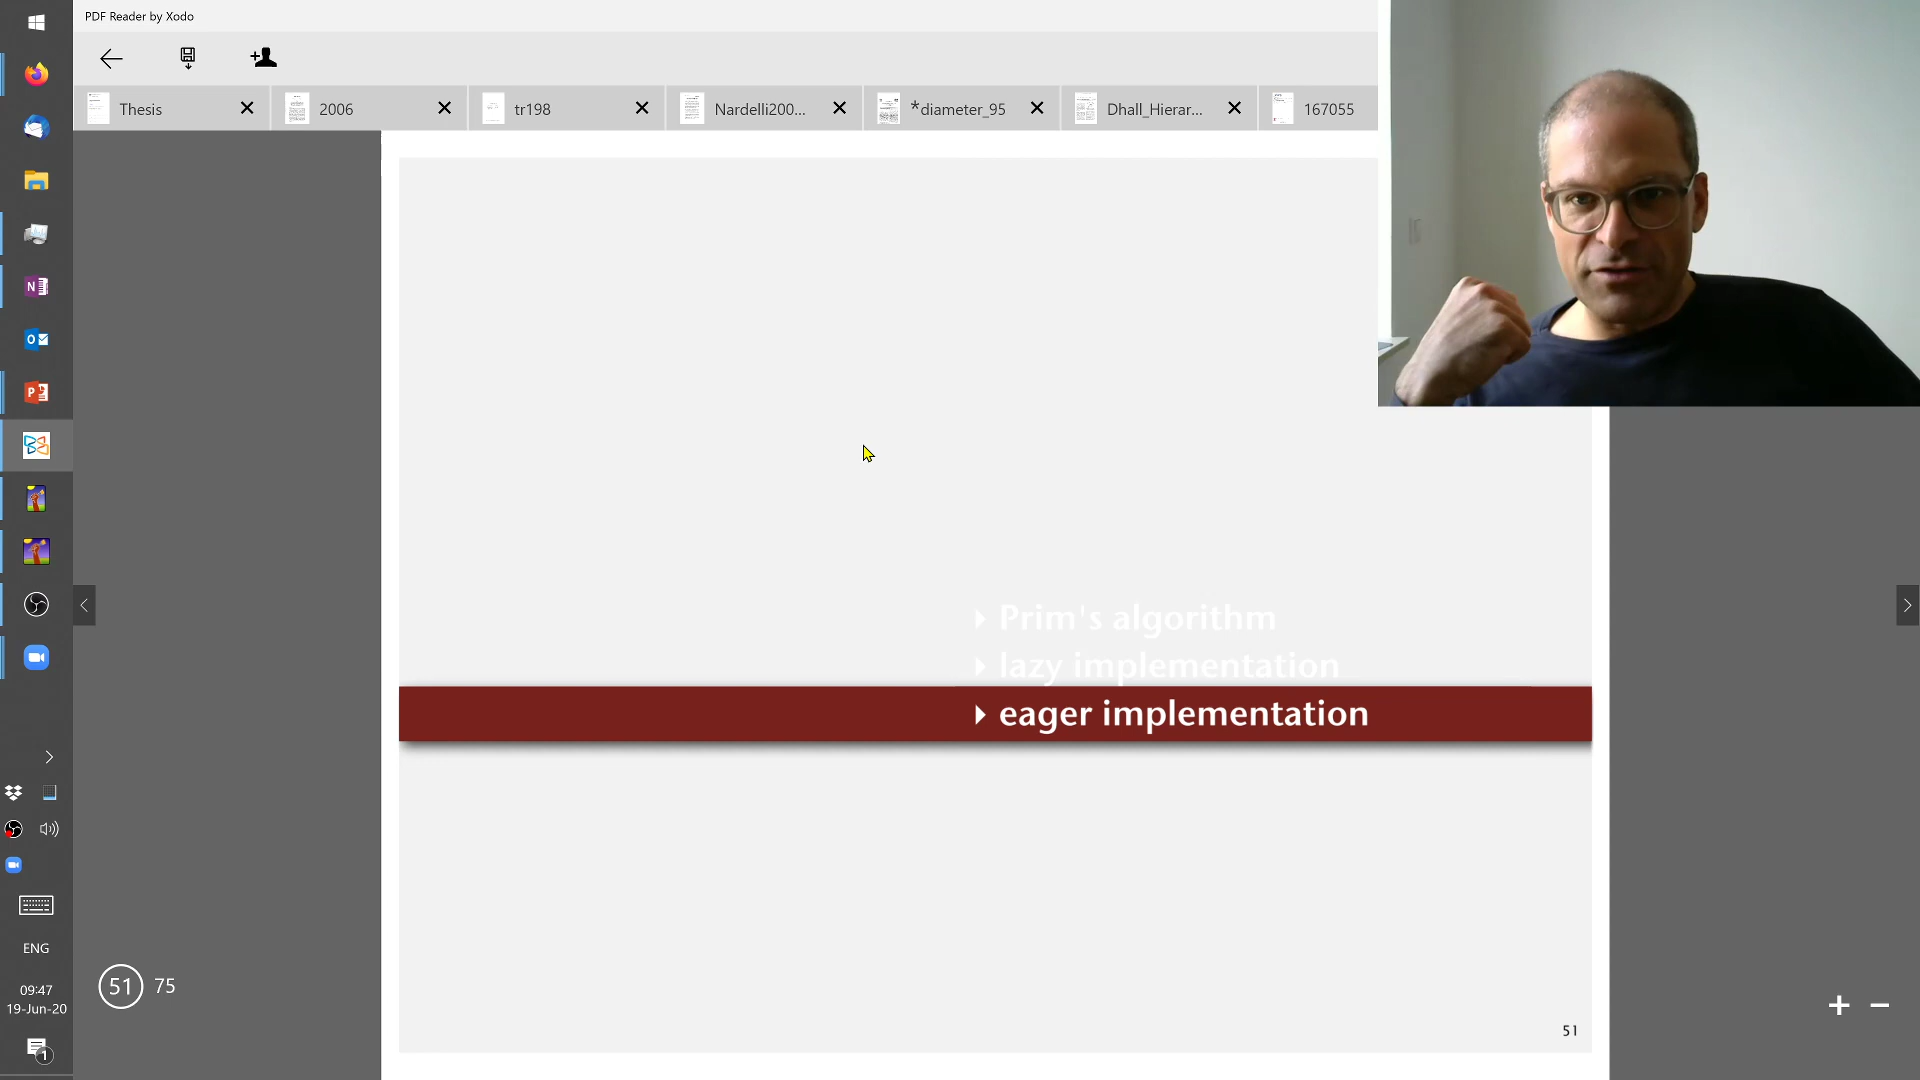 PDF Reader by Xodo
Thesis
2006
tr198
Nardelli200...
*diameter_95
Dhall_Hierar...
167055
Prim's algorithm
lazy implementation
eager implementation
ENG
09:47
19-Jun-20
1
51 75
51